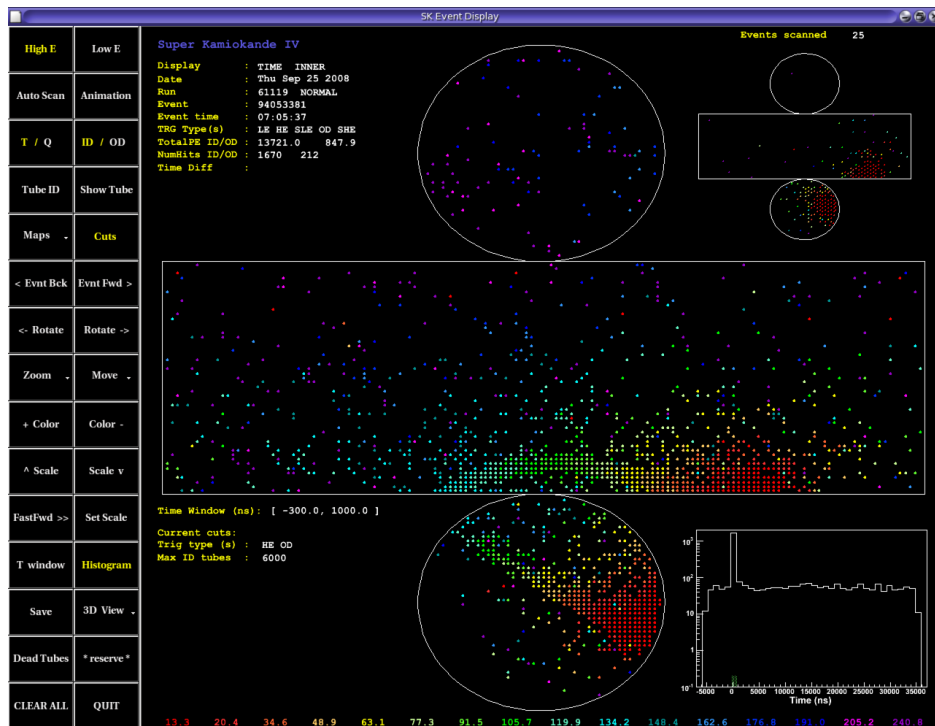 SK Event Display
High E Low E
Auto Scan Animation
T / Q ID / OD
Tube ID Show Tube
Maps Cuts
< Evnt Bck Evnt Fwd >
<- Rotate Rotate ->
Zoom Move
+ Color Color -
^ Scale Scale v
FastFwd >> Set Scale
T window Histogram
Save 3D View
Dead Tubes * reserve *
CLEAR ALL QUIT
Super Kamiokande IV
Display : TIME INNER
Date : Thu Sep 25 2008
Run : 61119 NORMAL
Event : 94053381
Event time : 07:05:37
TRG Type(s) : LE HE SLE OD SHE
TotalPE ID/OD : 13721.0 847.9
NumHits ID/OD : 1670 212
Time Diff :
Events scanned 25
Time Window (ns): [ -300.0, 1000.0 ]
Current cuts:
Trig type (s) : HE OD
Max ID tubes : 6000
10³
10²
10
1
10⁻¹
-5000 0 5000 10000 15000 20000 25000 30000 35000
Time (ns)
13.3 20.4 34.6 48.9 63.1 77.3 91.5 105.7 119.9 134.2 148.4 162.6 176.8 191.0 205.2 240.8